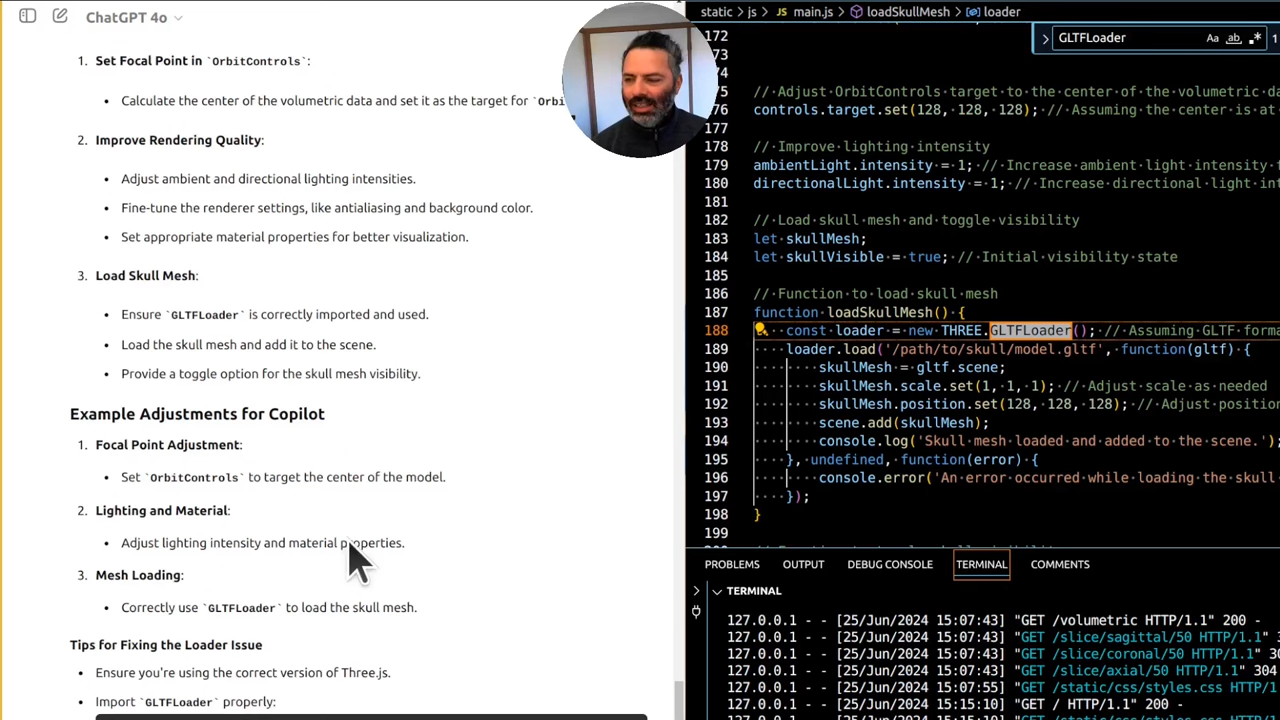 ChatGPT 4o
1. Set Focal Point in `OrbitControls`:
• Calculate the center of the volumetric data and set it as the target for `Orbi
2. Improve Rendering Quality:
• Adjust ambient and directional lighting intensities.
• Fine-tune the renderer settings, like antialiasing and background color.
• Set appropriate material properties for better visualization.
3. Load Skull Mesh:
• Ensure `GLTFLoader` is correctly imported and used.
• Load the skull mesh and add it to the scene.
• Provide a toggle option for the skull mesh visibility.
Example Adjustments for Copilot
1. Focal Point Adjustment:
• Set `OrbitControls` to target the center of the model.
2. Lighting and Material:
• Adjust lighting intensity and material properties.
3. Mesh Loading:
• Correctly use `GLTFLoader` to load the skull mesh.
Tips for Fixing the Loader Issue
• Ensure you're using the correct version of Three.js.
• Import `GLTFLoader` properly:
static > js > JS main.js > loadSkullMesh > loader
GLTFLoader Aa ab .* 1
172
173
174
175 // Adjust OrbitControls target to the center of the volumetric da
176 controls.target.set(128, 128, 128); // Assuming the center is at
177
178 // Improve lighting intensity
179 ambientLight.intensity = 1; // Increase ambient light intensity
180 directionalLight.intensity = 1; // Increase directional light int
181
182 // Load skull mesh and toggle visibility
183 let skullMesh;
184 let skullVisible = true; // Initial visibility state
185
186 // Function to load skull mesh
187 function loadSkullMesh() {
188 const loader = new THREE.GLTFLoader(); // Assuming GLTF forma
189 loader.load('/path/to/skull/model.gltf', function(gltf) {
190 skullMesh = gltf.scene;
191 skullMesh.scale.set(1, 1, 1); // Adjust scale as needed
192 skullMesh.position.set(128, 128, 128); // Adjust position
193 scene.add(skullMesh);
194 console.log('Skull mesh loaded and added to the scene.');
195 }, undefined, function(error) {
196 console.error('An error occurred while loading the skull
197 });
198 }
199
PROBLEMS OUTPUT DEBUG CONSOLE TERMINAL COMMENTS
TERMINAL
127.0.0.1 - - [25/Jun/2024 15:07:43] "GET /volumetric HTTP/1.1" 200 -
127.0.0.1 - - [25/Jun/2024 15:07:43] "GET /slice/sagittal/50 HTTP/1.1" 3
127.0.0.1 - - [25/Jun/2024 15:07:43] "GET /slice/coronal/50 HTTP/1.1" 30
127.0.0.1 - - [25/Jun/2024 15:07:43] "GET /slice/axial/50 HTTP/1.1" 304
127.0.0.1 - - [25/Jun/2024 15:07:55] "GET /static/css/styles.css HTTP/1.
127.0.0.1 - - [25/Jun/2024 15:15:10] "GET / HTTP/1.1" 200 -